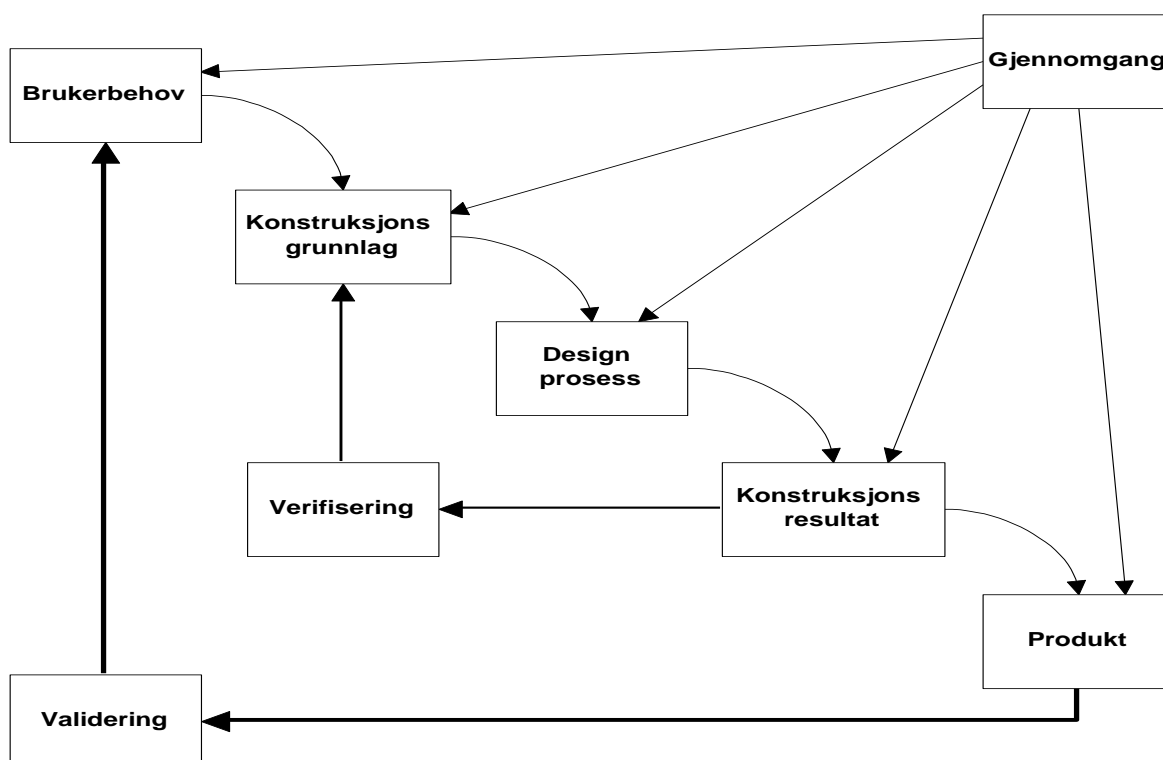 Gjennomgang
Brukerbehov
Konstruksjons
grunnlag
Design
prosess
Verifisering
Konstruksjons
resultat
Produkt
Validering